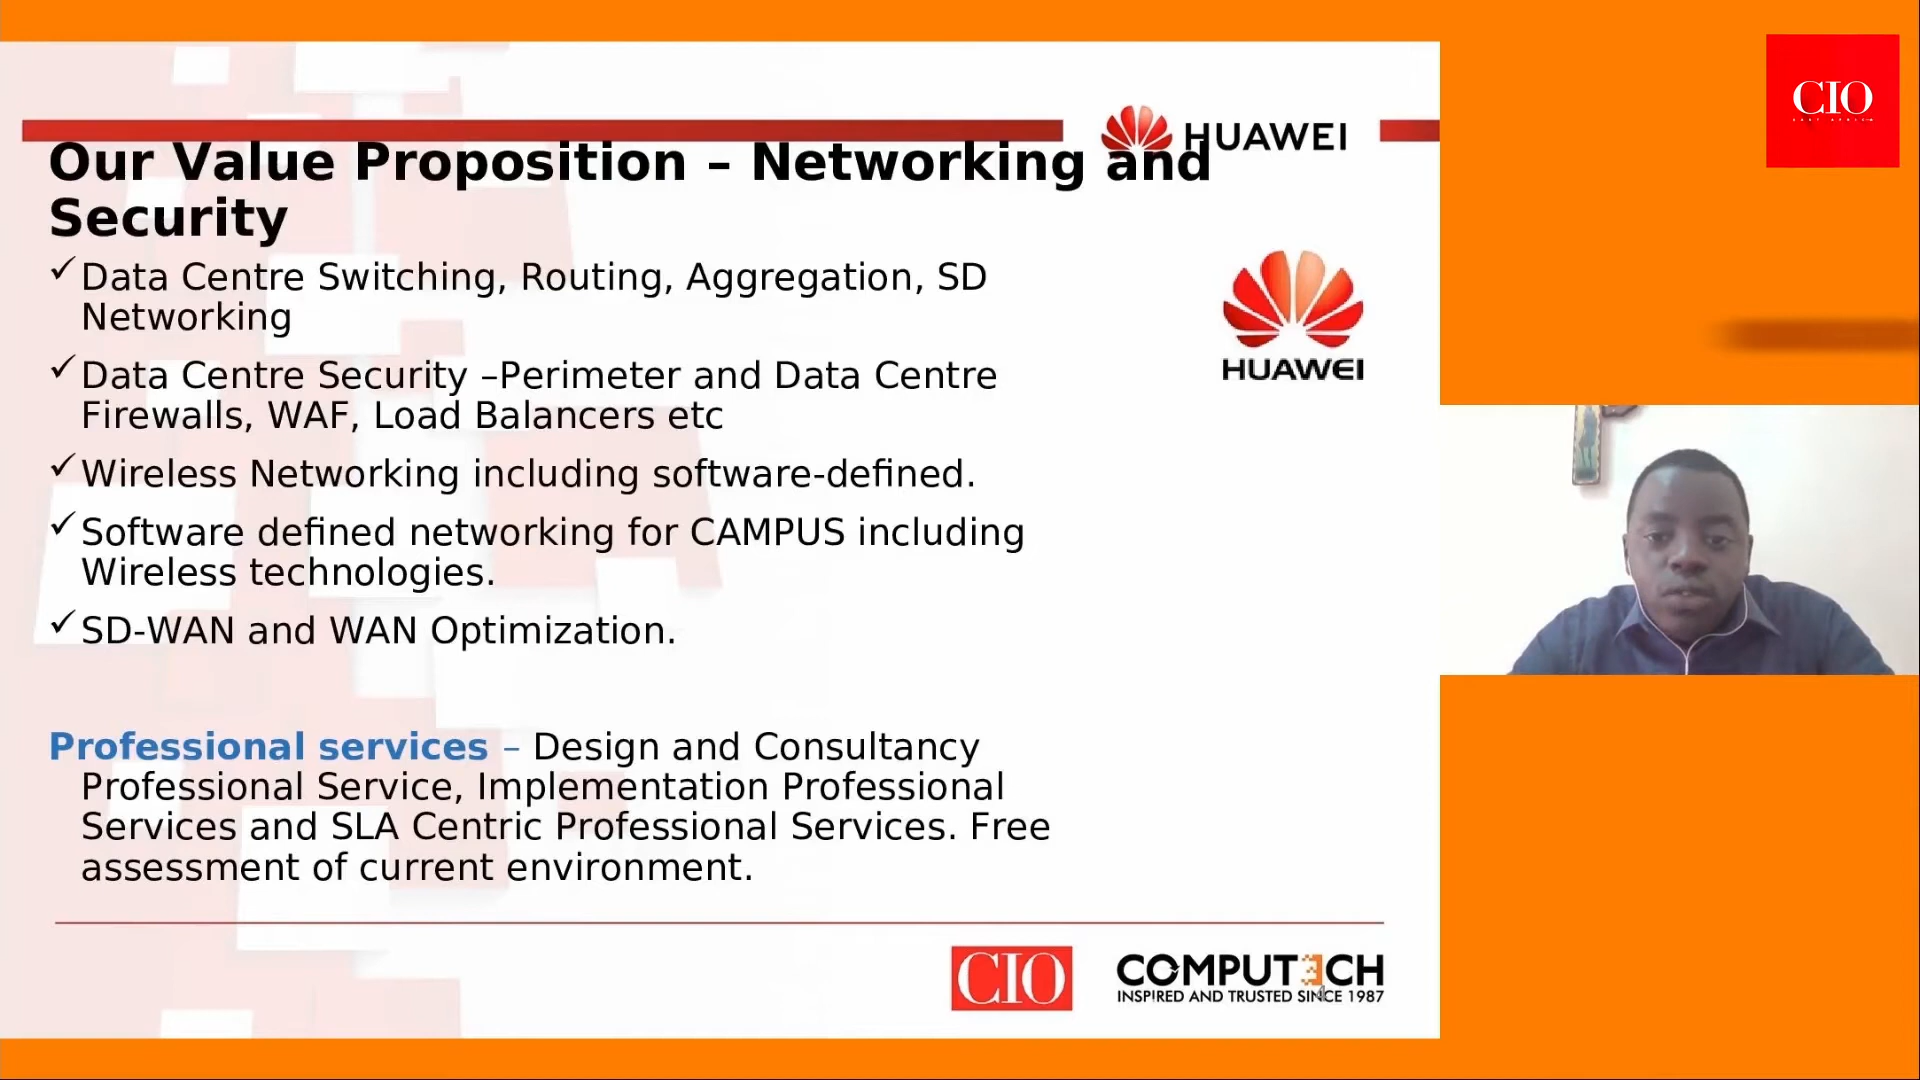 HUAWEI
CIO
Our Value Proposition – Networking and
Security
✓Data Centre Switching, Routing, Aggregation, SD
Networking
✓Data Centre Security –Perimeter and Data Centre
Firewalls, WAF, Load Balancers etc
✓Wireless Networking including software-defined.
✓Software defined networking for CAMPUS including
Wireless technologies.
✓SD-WAN and WAN Optimization.
HUAWEI
Professional services – Design and Consultancy
Professional Service, Implementation Professional
Services and SLA Centric Professional Services. Free
assessment of current environment.
CIO
COMPUTECH
INSPIRED AND TRUSTED SINCE 1987